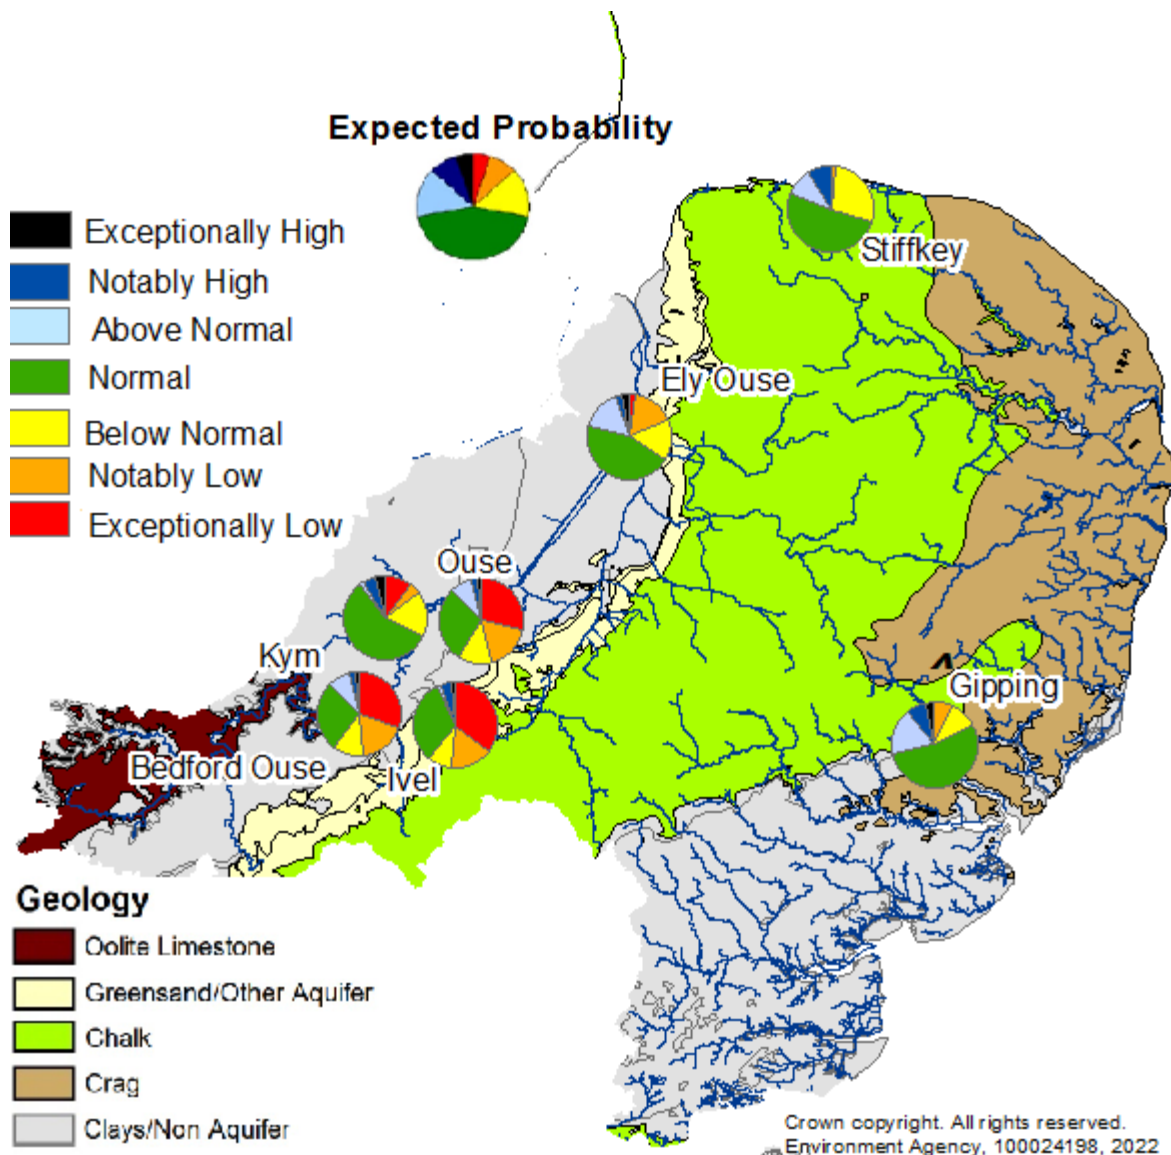 Expected Probability
Exceptionally High
Notably High
Above Normal
Normal
Below Normal
Notably Low
Exceptionally Low
Stiffkey
Ely Ouse
Ouse
Kym
Gipping
Bedford Ouse
Ivel
Geology
Oolite Limestone
Greensand/Other Aquifer
Chalk
Crag
Clays/Non Aquifer
Crown copyright. All rights reserved.
Environment Agency, 100024198, 2022